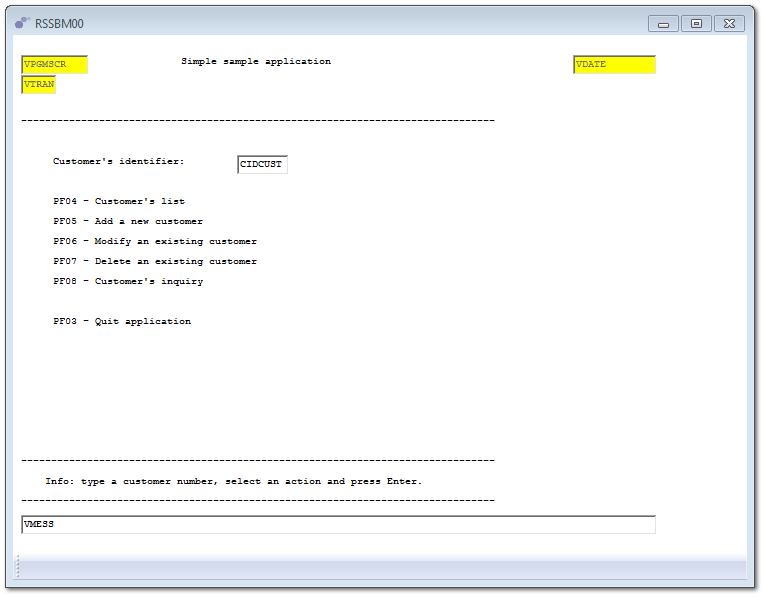 RSSBM00
VPGMSCR Simple sample application VDATE
VTRAN
-------------------------------------------------------------------------------
Customer's identifier: CIDCUST
PF04 - Customer's list
PF05 - Add a new customer
PF06 - Modify an existing customer
PF07 - Delete an existing customer
PF08 - Customer's inquiry
PF03 - Quit application
-------------------------------------------------------------------------------
Info: type a customer number, select an action and press Enter.
-------------------------------------------------------------------------------
VMESS